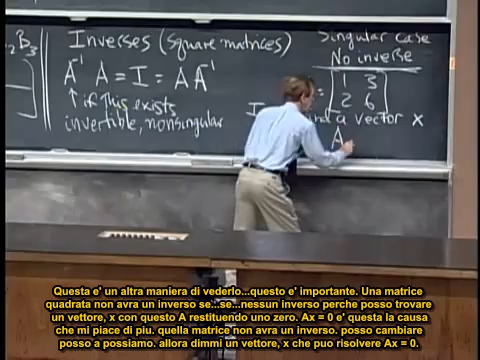 2B3
Inverses (square matrices)
A⁻¹ A = I = A A⁻¹
↑ if this exists
invertible, nonsingular
Singular case
No inverse
= [1 3
2 6]
I
a vector x
A
Questa e' un altra maniera di vederlo...questo e' importante. Una matrice
quadrata non avra un inverso se...se...nessun inverso perche posso trovare
un vettore, x con questo A restituendo uno zero. Ax = 0 e' questa la causa
che mi piace di piu. quella matrice non avra un inverso. posso cambiare
posso a possiamo. allora dimmi un vettore, x che puo risolvere Ax = 0.